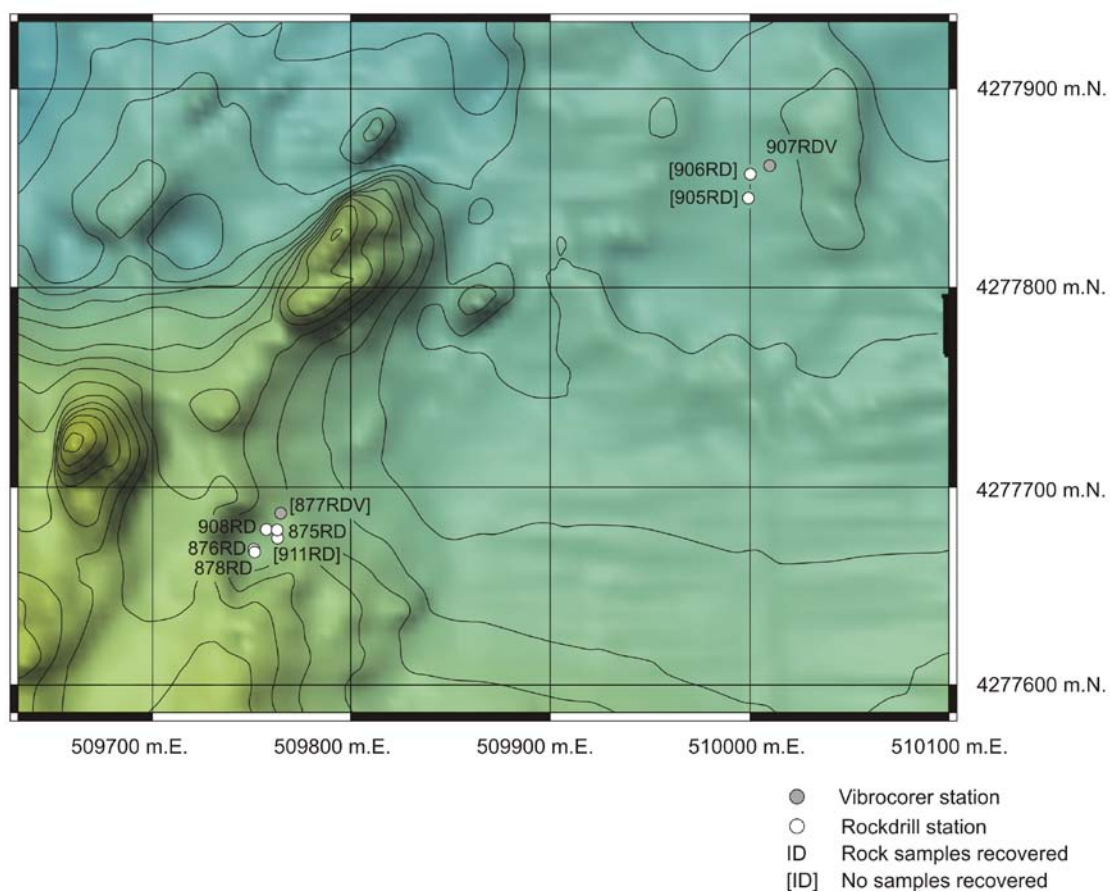 4277900 m.N.
907RDV
[906RD]
[905RD]
4277800 m.N.
4277700 m.N.
[877RDV]
908RD
875RD
876RD
[911RD]
878RD
4277600 m.N.
509700 m.E.
509800 m.E.
509900 m.E.
510000 m.E.
510100 m.E.
Vibrocorer station
Rockdrill station
ID Rock samples recovered
[ID] No samples recovered